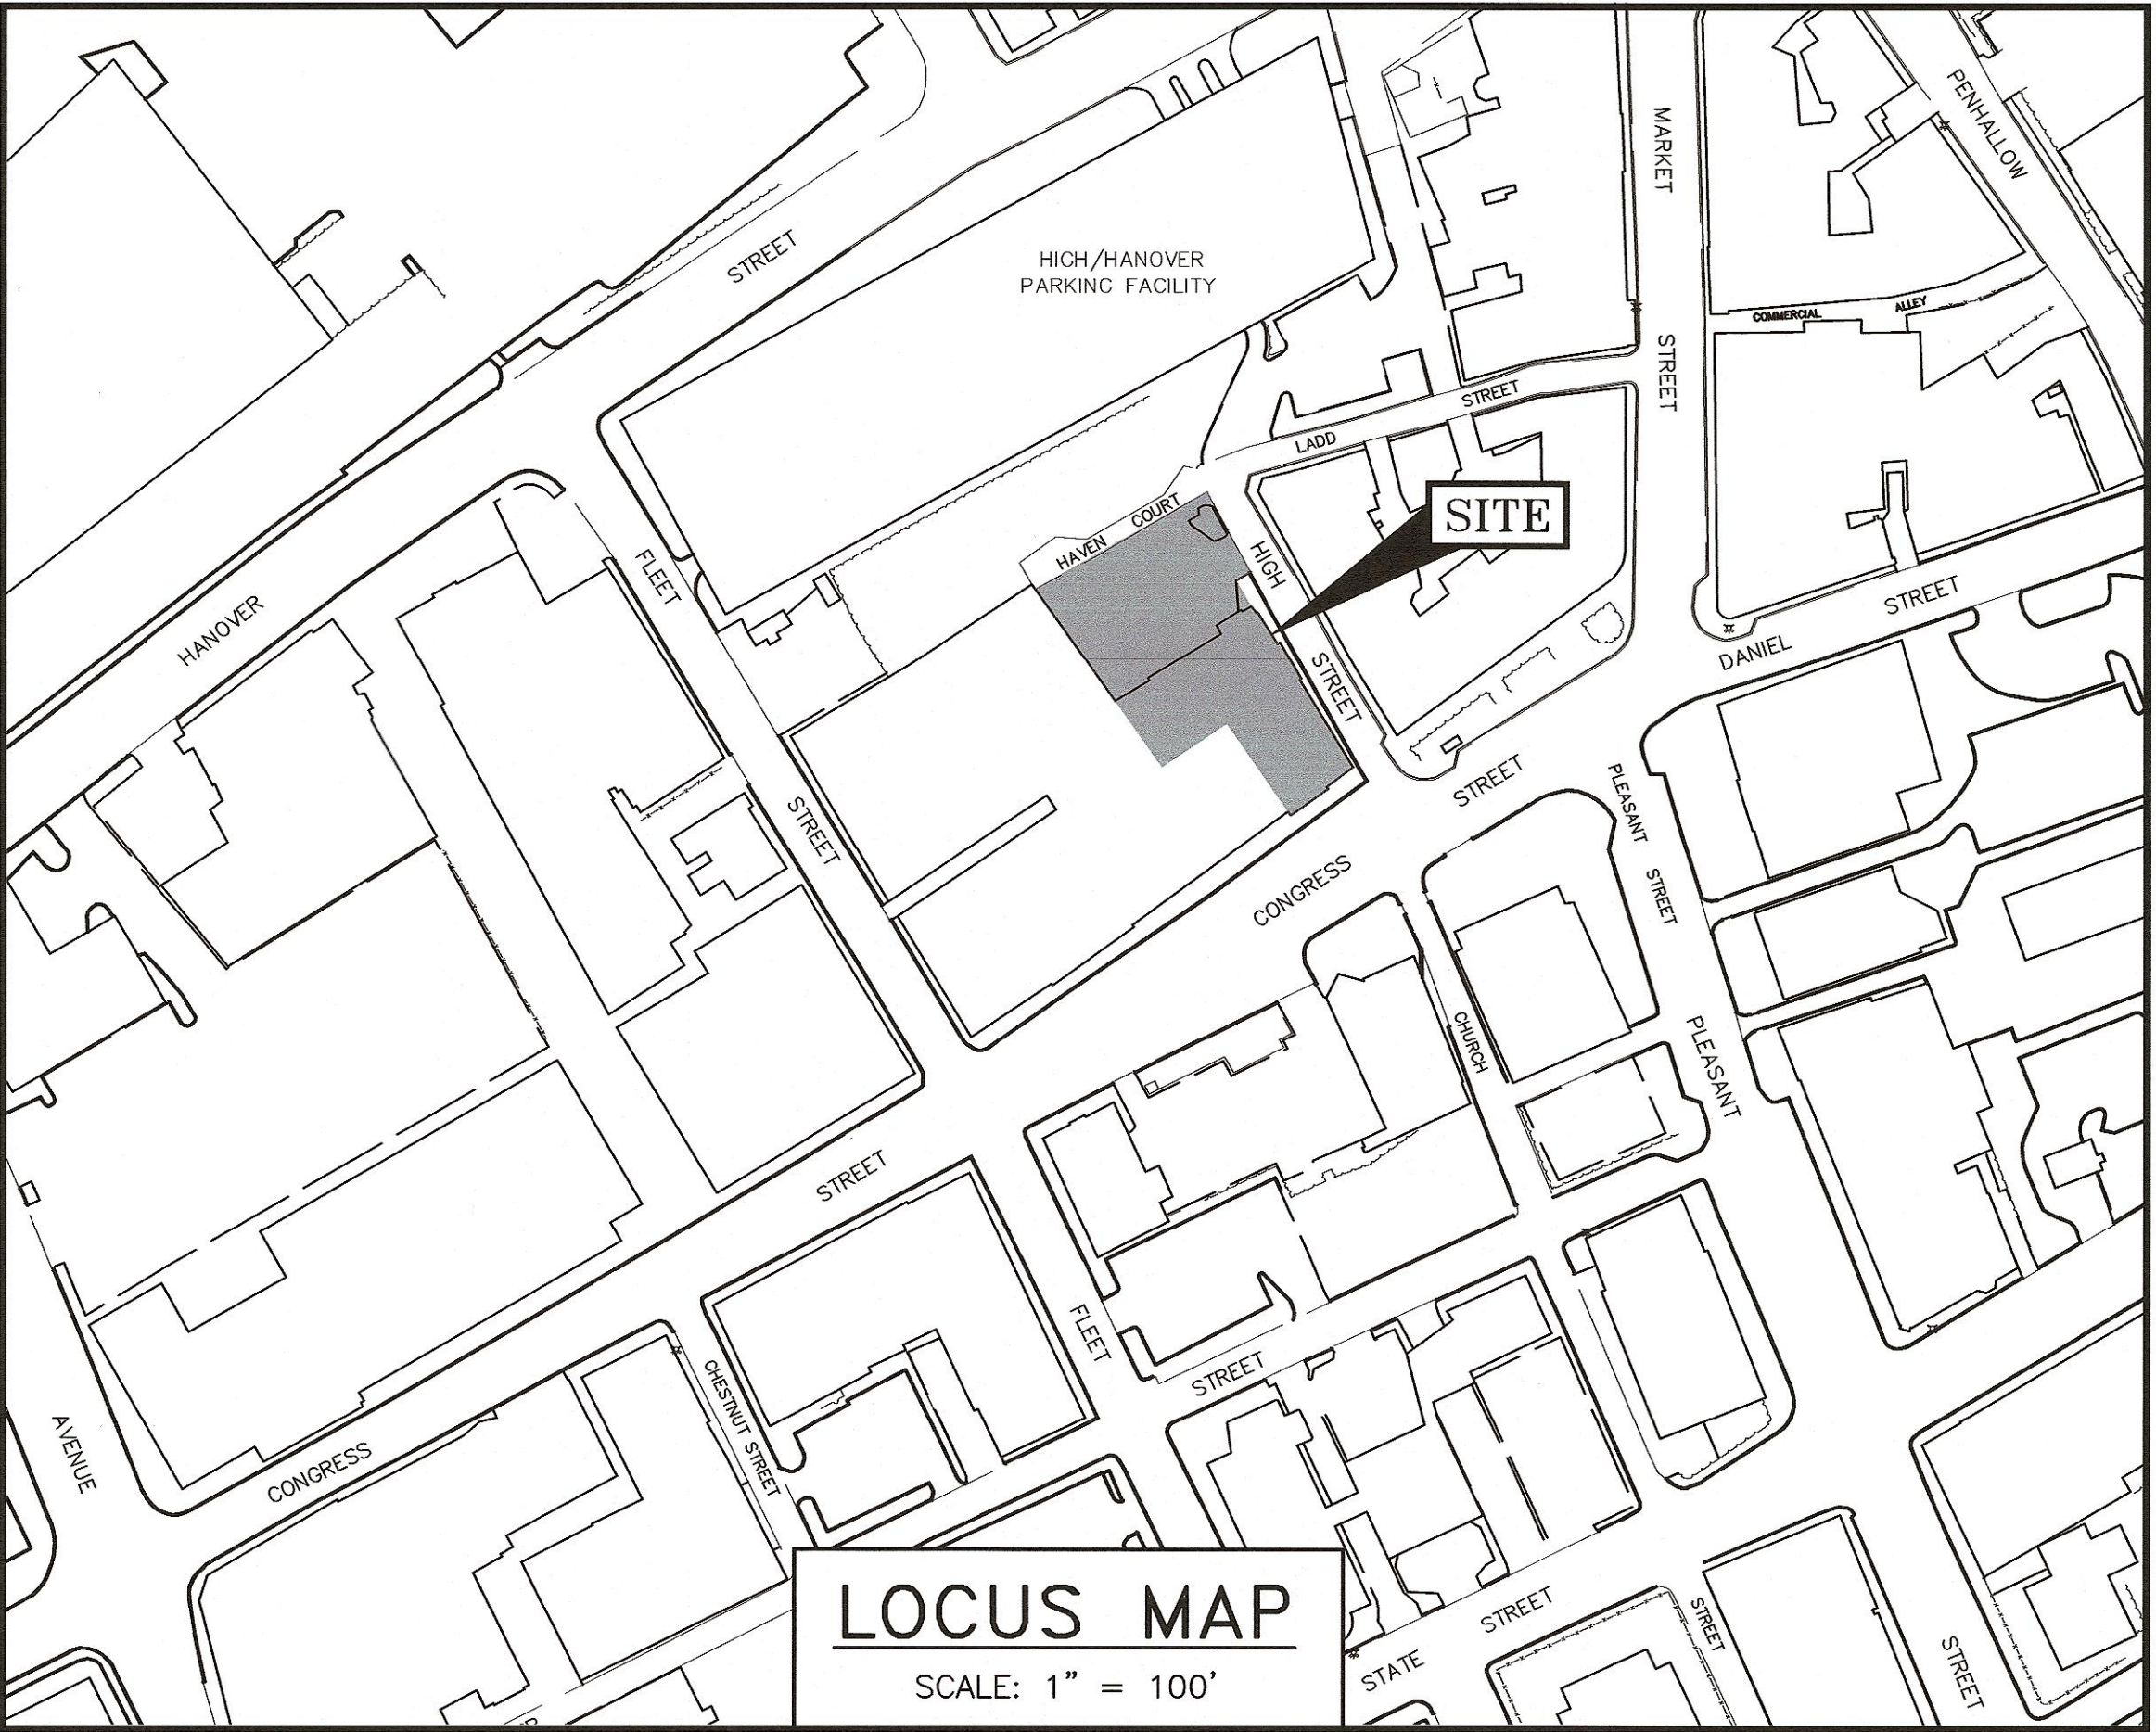 PENHALLOW
MARKET
STREET
HIGH/HANOVER
PARKING FACILITY
COMMERCIAL ALLEY
STREET
LADD STREET
HAVEN COURT
SITE
HIGH
STREET
FLEET
STREET
HANOVER
DANIEL STREET
CONGRESS STREET
PLEASANT
STREET
CHURCH
PLEASANT
STREET
FLEET
STREET
CHESTNUT STREET
CONGRESS
AVENUE
STATE STREET
STREET
STREET
LOCUS MAP
SCALE: 1" = 100'